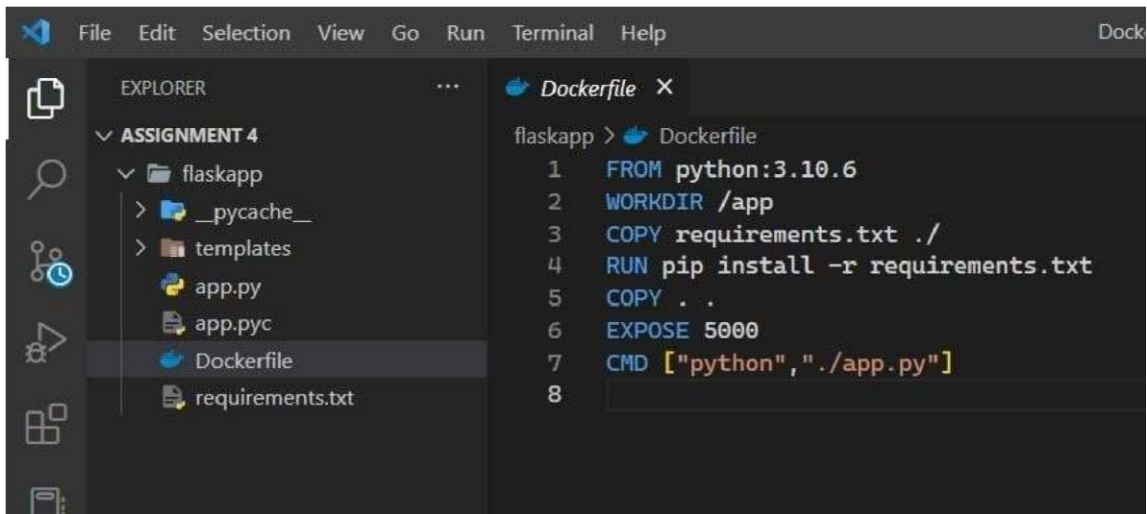 File Edit Selection View Go Run Terminal Help Dock
EXPLORER ... Dockerfile ×
ASSIGNMENT 4
flaskapp > Dockerfile
flaskapp
__pycache__
templates
app.py
app.pyc
Dockerfile
requirements.txt
1 FROM python:3.10.6
2 WORKDIR /app
3 COPY requirements.txt ./
4 RUN pip install -r requirements.txt
5 COPY . .
6 EXPOSE 5000
7 CMD ["python","./app.py"]
8